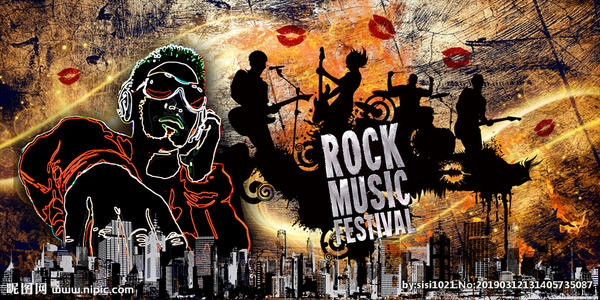 ROCK
MUSIC
FESTIVAL
昵图网 www.nipic.com
by:sisi1021 No:20190312131405735087